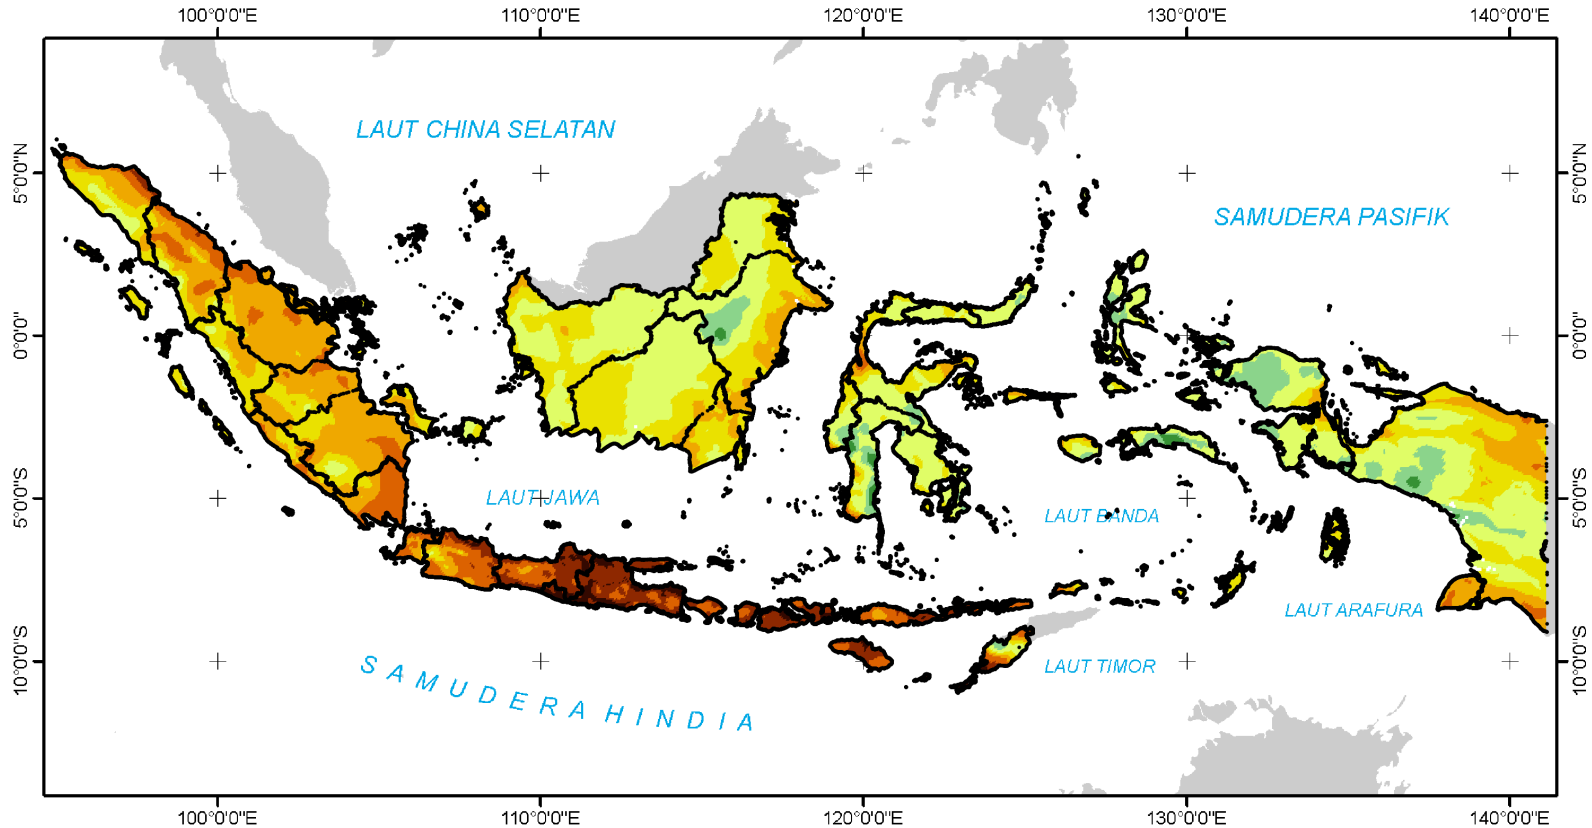 100°0'0"E 110°0'0"E 120°0'0"E 130°0'0"E 140°0'0"E
LAUT CHINA SELATAN
5°0'0"N 5°0'0"N
SAMUDERA PASIFIK
0°0'0" 0°0'0"
LAUT JAWA
5°0'0"S 5°0'0"S
LAUT BANDA
LAUT ARAFURA
10°0'0"S 10°0'0"S
LAUT TIMOR
SAMUDERA HINDIA
100°0'0"E 110°0'0"E 120°0'0"E 130°0'0"E 140°0'0"E